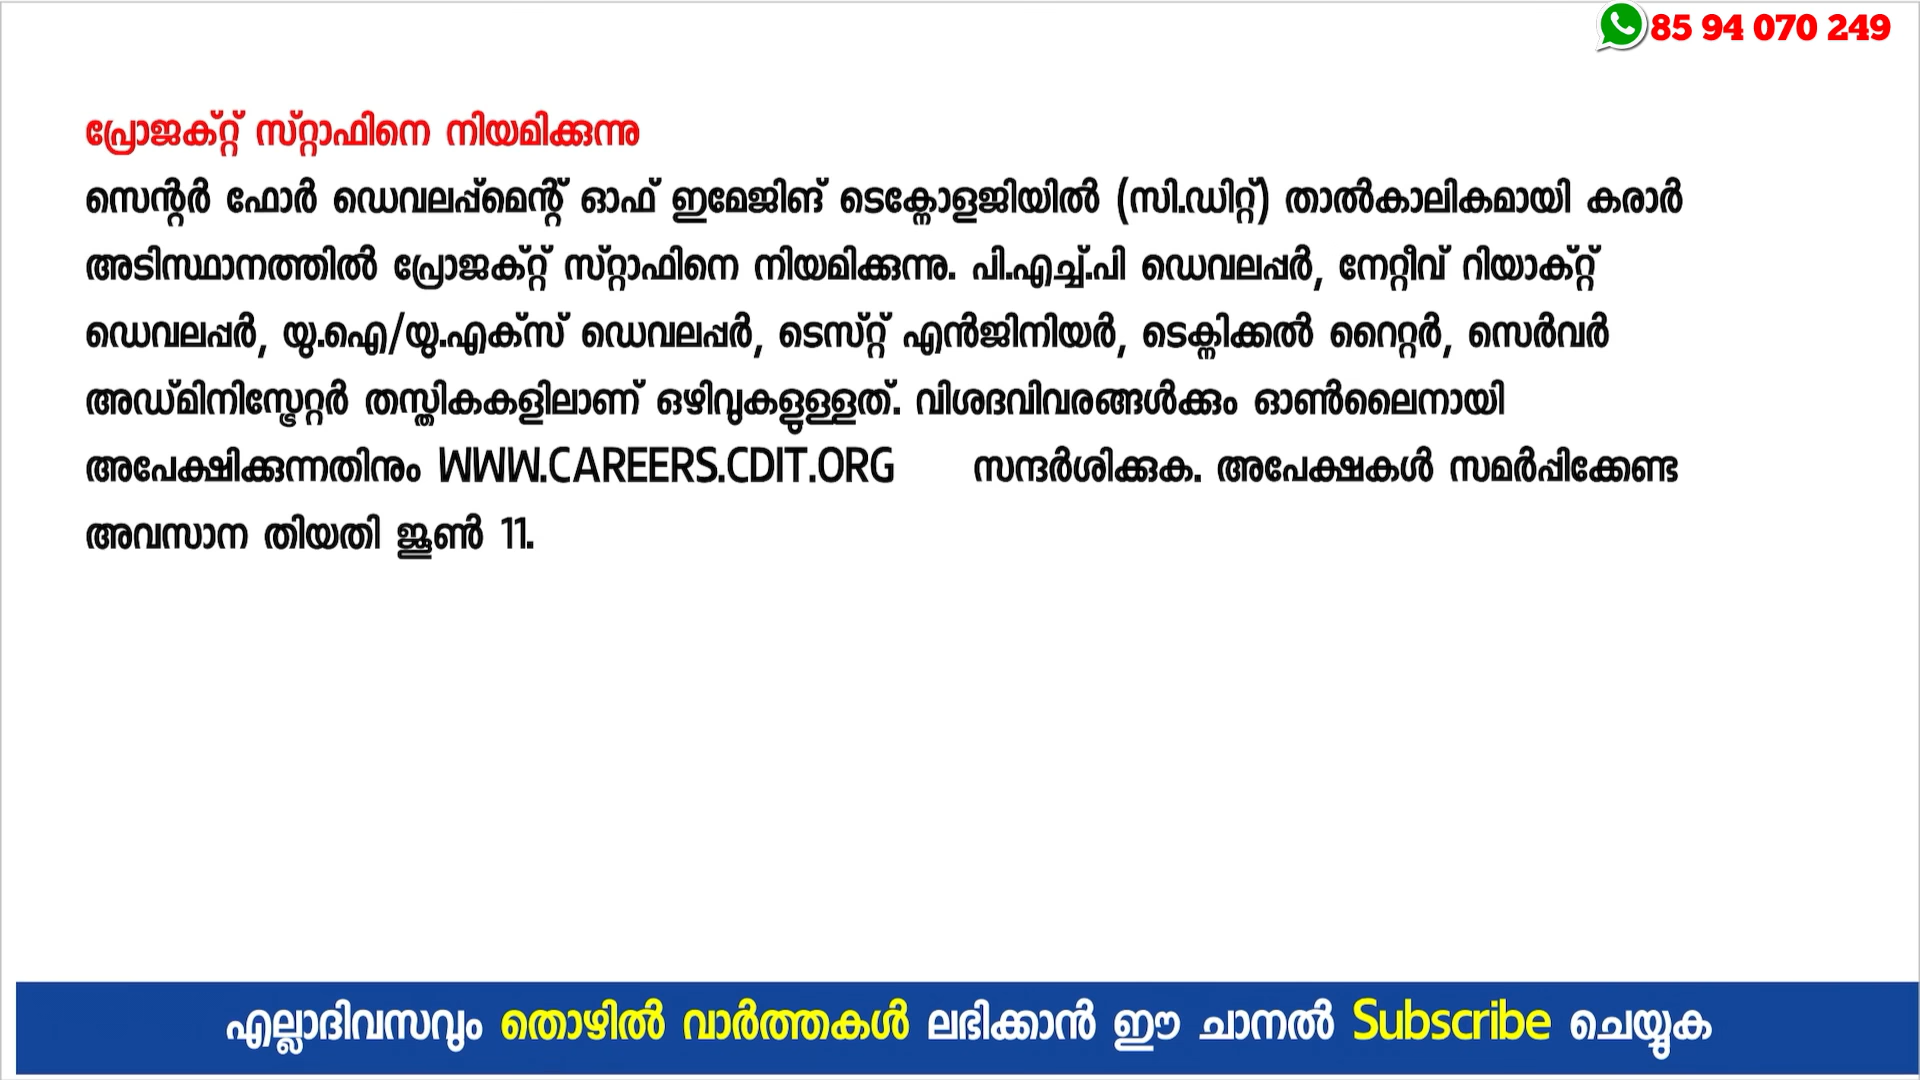 85 94 070 249
പ്രോജക്റ്റ് സ്റ്റാഫിനെ നിയമിക്കുന്നു
സെന്റർ ഫോർ ഡെവലപ്പ്മെന്റ് ഓഫ് ഇമേജിങ് ടെക്നോളജിയിൽ (സി.ഡിറ്റ്) താൽകാലികമായി കരാർ
അടിസ്ഥാനത്തിൽ പ്രോജക്റ്റ് സ്റ്റാഫിനെ നിയമിക്കുന്നു. പി.എച്ച്.പി ഡെവലപ്പർ, നേറ്റീവ് റിയാക്റ്റ്
ഡെവലപ്പർ, യു.ഐ/യു.എക്സ് ഡെവലപ്പർ, ടെസ്റ്റ് എൻജിനിയർ, ടെക്നിക്കൽ റൈറ്റർ, സെർവർ
അഡ്മിനിസ്ട്രേറ്റർ തസ്തികകളിലാണ് ഒഴിവുകളുള്ളത്. വിശദവിവരങ്ങൾക്കും ഓൺലൈനായി
അപേക്ഷിക്കുന്നതിനും WWW.CAREERS.CDIT.ORG സന്ദർശിക്കുക. അപേക്ഷകൾ സമർപ്പിക്കേണ്ട
അവസാന തിയതി ജൂൺ 11.
എല്ലാദിവസവും തൊഴിൽ വാർത്തകൾ ലഭിക്കാൻ ഈ ചാനൽ Subscribe ചെയ്യുക